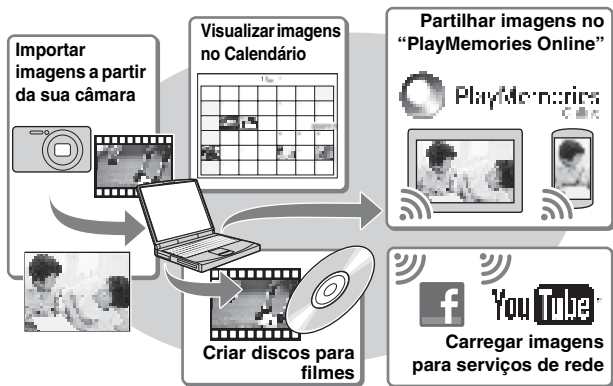 Importar
imagens a partir
da sua câmara
Visualizar imagens
no Calendário
Partilhar imagens no
“PlayMemories Online”
PlayMemories
Online
Criar discos para
filmes
f
You Tube
Carregar imagens
para serviços de rede